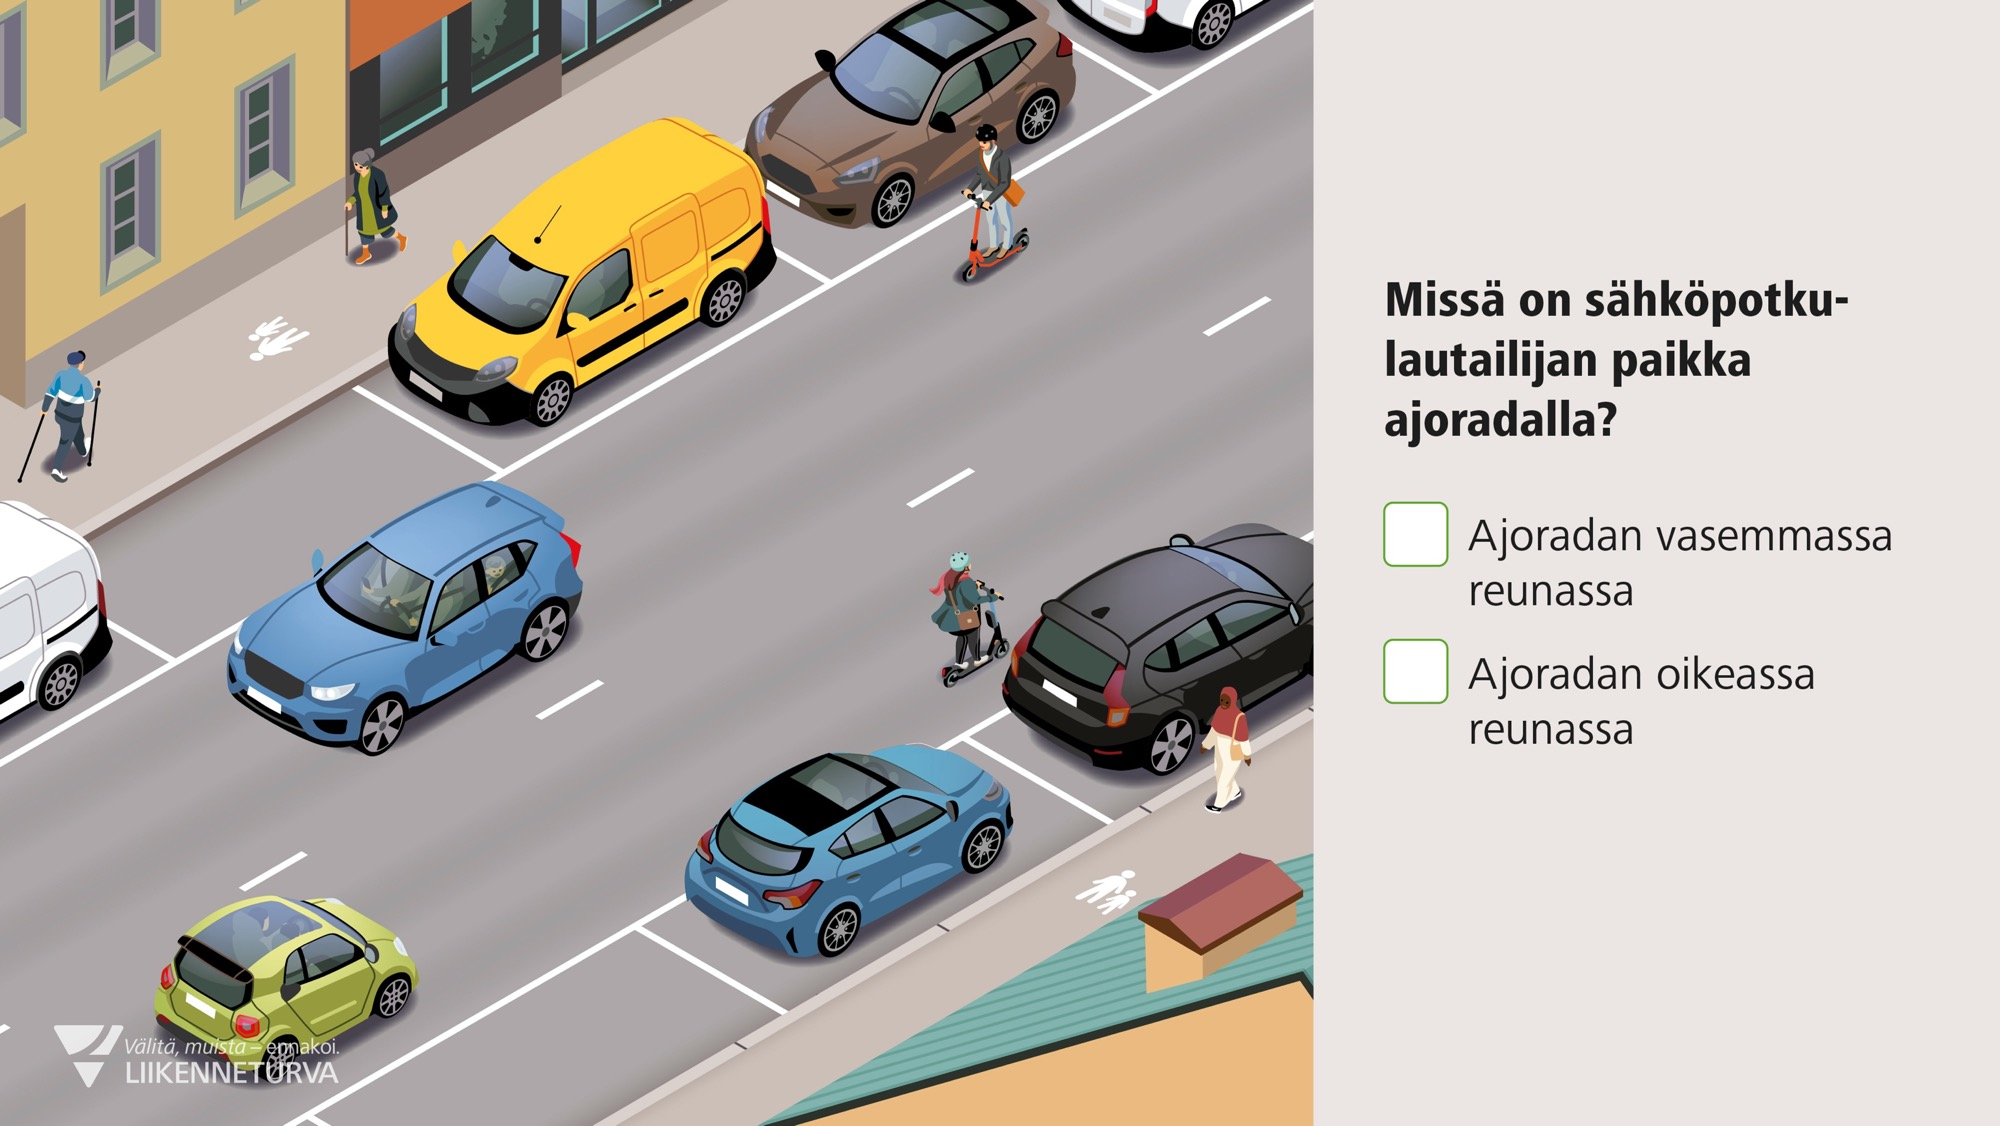 Missä on sähköpotku-
lautailijan paikka
ajoradalla?
Ajoradan vasemmassa
reunassa
Ajoradan oikeassa
reunassa
Välitä, muista – ennakoi.
LIIKENNETURVA